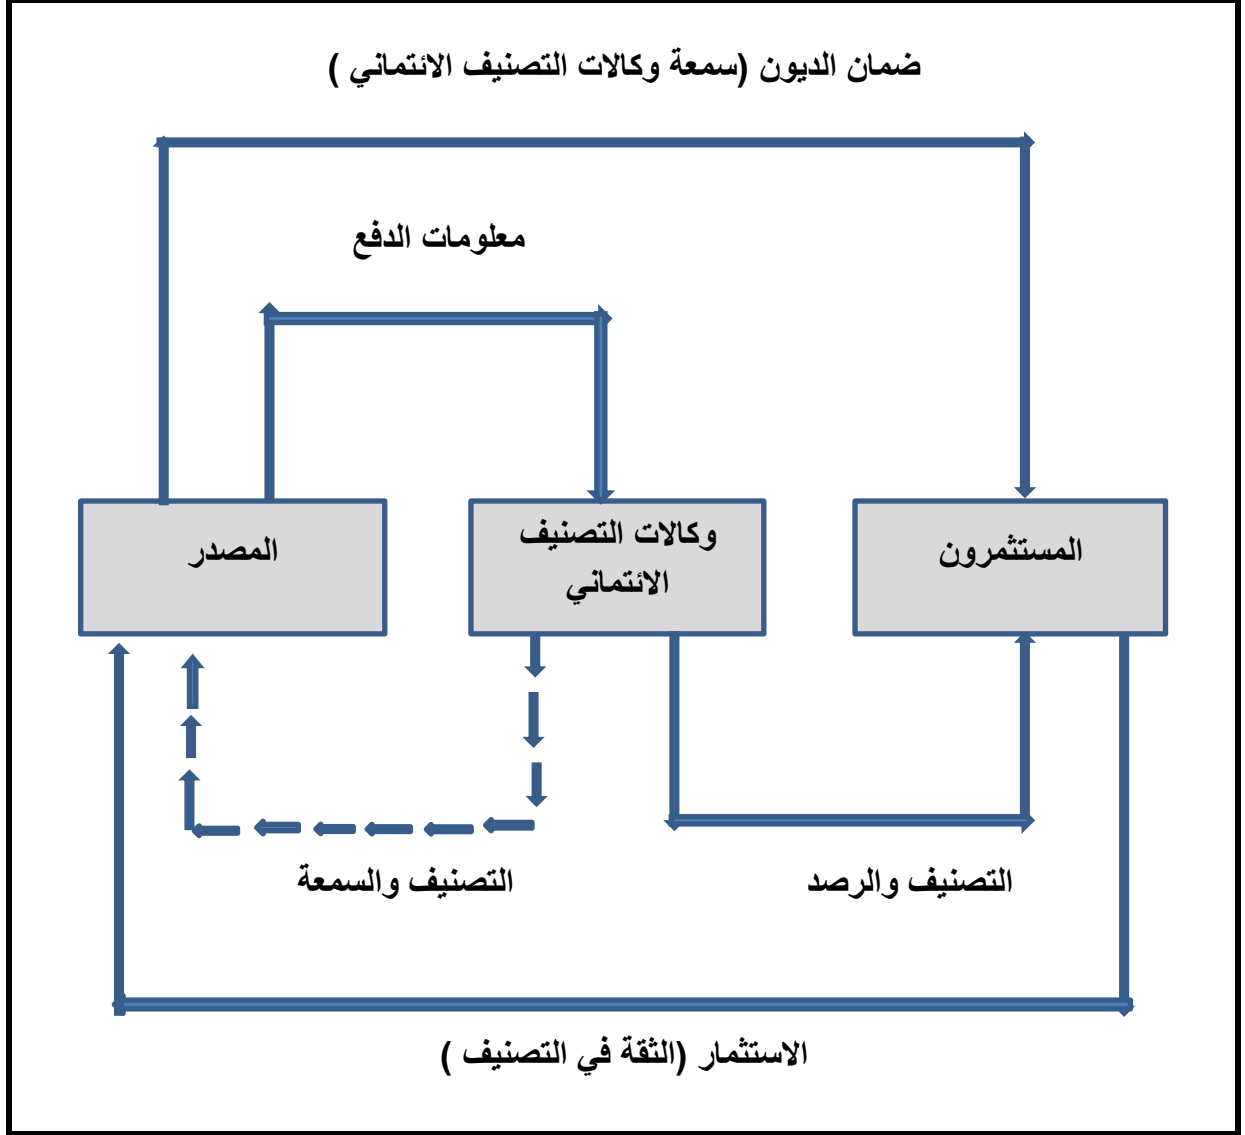 ضمان الديون (سمعة وكالات التصنيف الائتماني )
معلومات الدفع
المستثمرون
وكالات التصنيف
الائتماني
المصدر
التصنيف والرصد
التصنيف والسمعة
الاستثمار (الثقة في التصنيف )